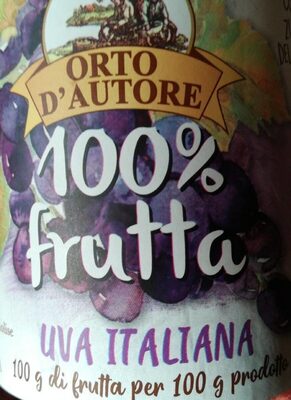 ORTO
D'AUTORE
100%
frutta
UVA ITALIANA
100 g di frutta per 100 g prodotto